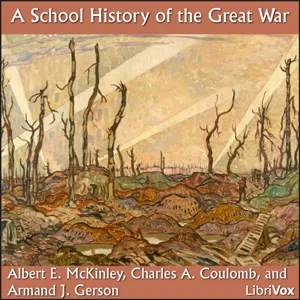 A School History of the Great War
Albert E. McKinley, Charles A. Coulomb, and
Armand J. Gerson
LibriVox